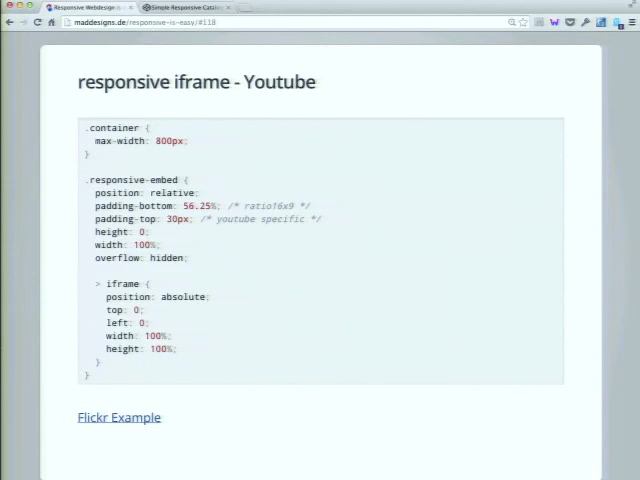 Responsive Webdesign
Simple Responsive Catalog
maddesigns.de/responsive-is-easy/#118
responsive iframe - Youtube
.container {
max-width: 800px;
}
.responsive-embed {
position: relative;
padding-bottom: 56.25%; /* ratio16x9 */
padding-top: 30px; /* youtube specific */
height: 0;
width: 100%;
overflow: hidden;
> iframe {
position: absolute;
top: 0;
left: 0;
width: 100%;
height: 100%;
}
}
Flickr Example